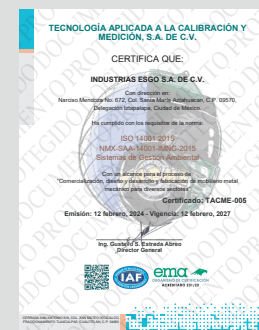 TECNOLOGÍA APLICADA A LA CALIBRACIÓN Y
MEDICIÓN, S.A. DE C.V.
CERTIFICA QUE:
INDUSTRIAS ESGO S.A. DE C.V.
Con dirección en:
Narciso Mendoza No. 672, Col. Santa María Aztahuacan, C.P. 09570,
Delegación Iztapalapa, Ciudad de México.
Ha cumplido con los requisitos de la norma:
ISO 14001:2015
NMX-SAA-14001-IMNC-2015
Sistemas de Gestión Ambiental
Con un alcance para el proceso de
"Comercialización, diseño y desarrollo y fabricación de mobiliario metal
mecánico para diversos sectores"
Certificado: TACME-005
Emisión: 12 febrero, 2024 - Vigencia: 12 febrero, 2027
Ing. Gustavo S. Estrada Abreo
Director General
IAF
ema
ORGANISMO DE CERTIFICACIÓN